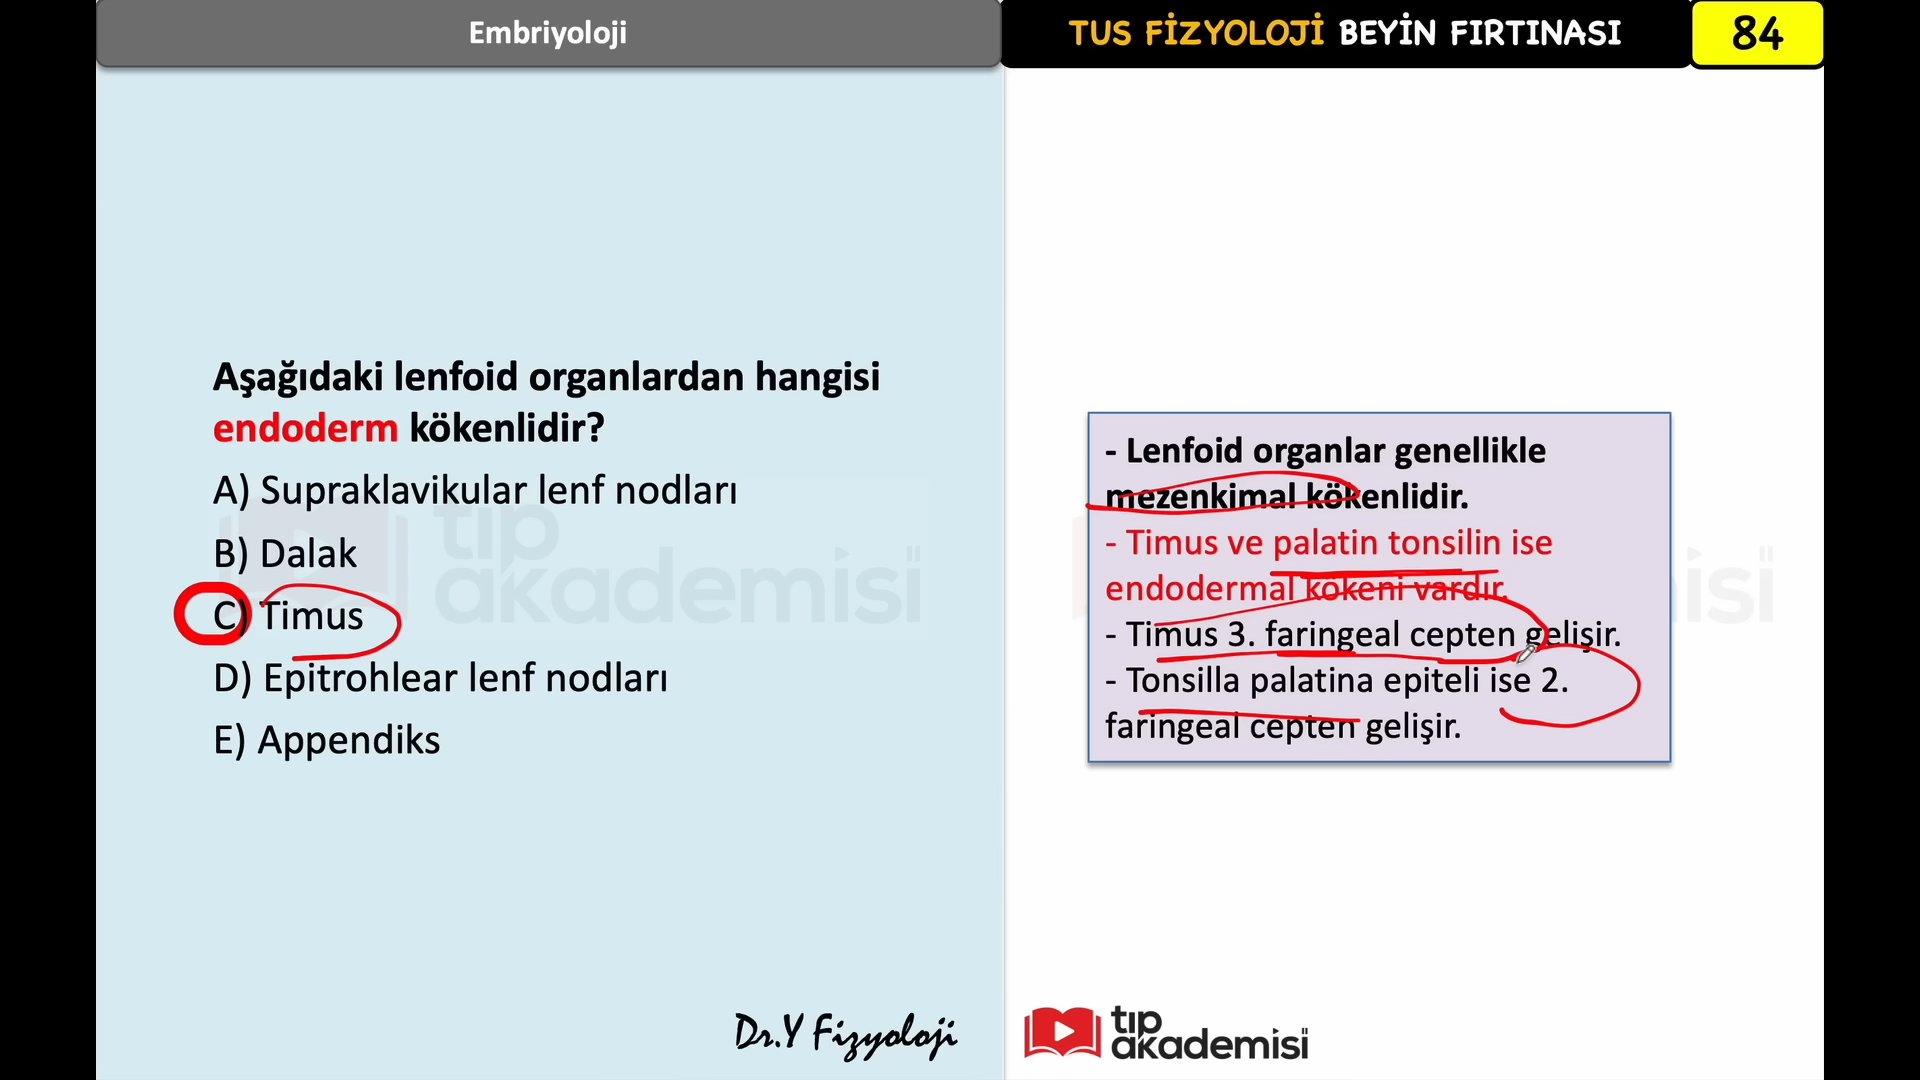 Embriyoloji
TUS FİZYOLOJİ BEYİN FIRTINASI
84
Aşağıdaki lenfoid organlardan hangisi
endoderm kökenlidir?
A) Supraklavikular lenf nodları
B) Dalak
C) Timus
D) Epitrohlear lenf nodları
E) Appendiks
- Lenfoid organlar genellikle
mezenkimal kökenlidir.
- Timus ve palatin tonsilin ise
endodermal kökeni vardır.
- Timus 3. faringeal cepten gelişir.
- Tonsilla palatina epiteli ise 2.
faringeal cepten gelişir.
tıp
akademisi
Dr.Y Fizyoloji
tıp
akademisi